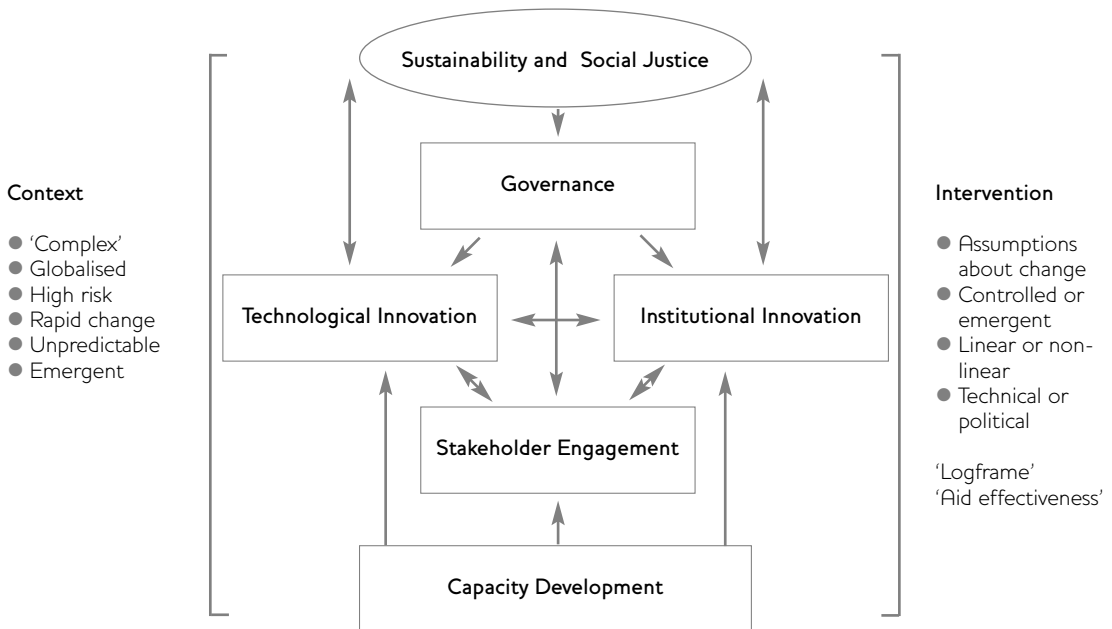 Sustainability and Social Justice
Governance
Context
‘Complex’
Globalised
High risk
Rapid change
Unpredictable
Emergent
Technological Innovation
Institutional Innovation
Stakeholder Engagement
Capacity Development
Intervention
Assumptions
about change
Controlled or
emergent
Linear or non-
linear
Technical or
political
‘Logframe’
‘Aid effectiveness’